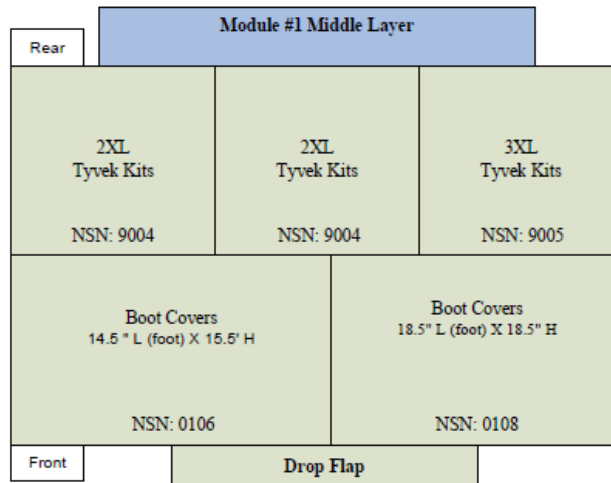 Module #1 Middle Layer
Rear
2XL
Tyvek Kits
NSN: 9004
2XL
Tyvek Kits
NSN: 9004
3XL
Tyvek Kits
NSN: 9005
Boot Covers
14.5 " L (foot) X 15.5' H
NSN: 0106
Boot Covers
18.5" L (foot) X 18.5" H
NSN: 0108
Front
Drop Flap